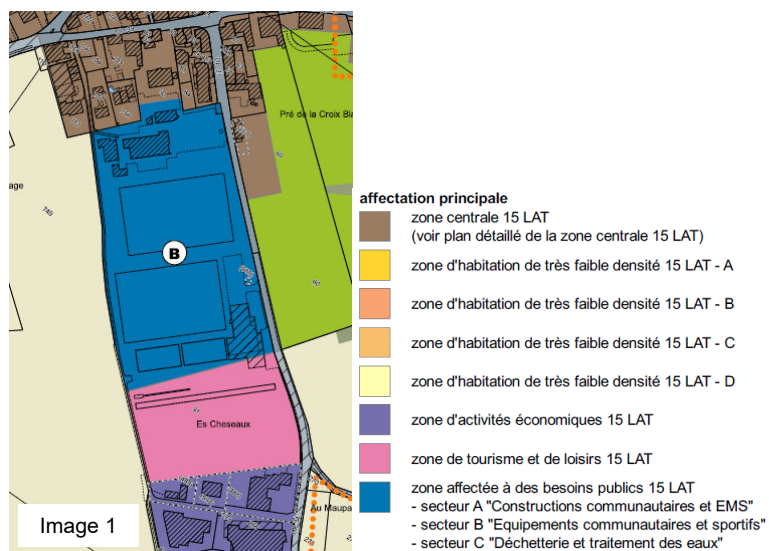 Pré de la Croix Bla
age
749
B
60
Es Cheseaux
Au Maupa
Image 1
affectation principale
zone centrale 15 LAT
(voir plan détaillé de la zone centrale 15 LAT)
zone d'habitation de très faible densité 15 LAT - A
zone d'habitation de très faible densité 15 LAT - B
zone d'habitation de très faible densité 15 LAT - C
zone d'habitation de très faible densité 15 LAT - D
zone d'activités économiques 15 LAT
zone de tourisme et de loisirs 15 LAT
zone affectée à des besoins publics 15 LAT
- secteur A "Constructions communautaires et EMS"
- secteur B "Equipements communautaires et sportifs"
- secteur C "Déchetterie et traitement des eaux"